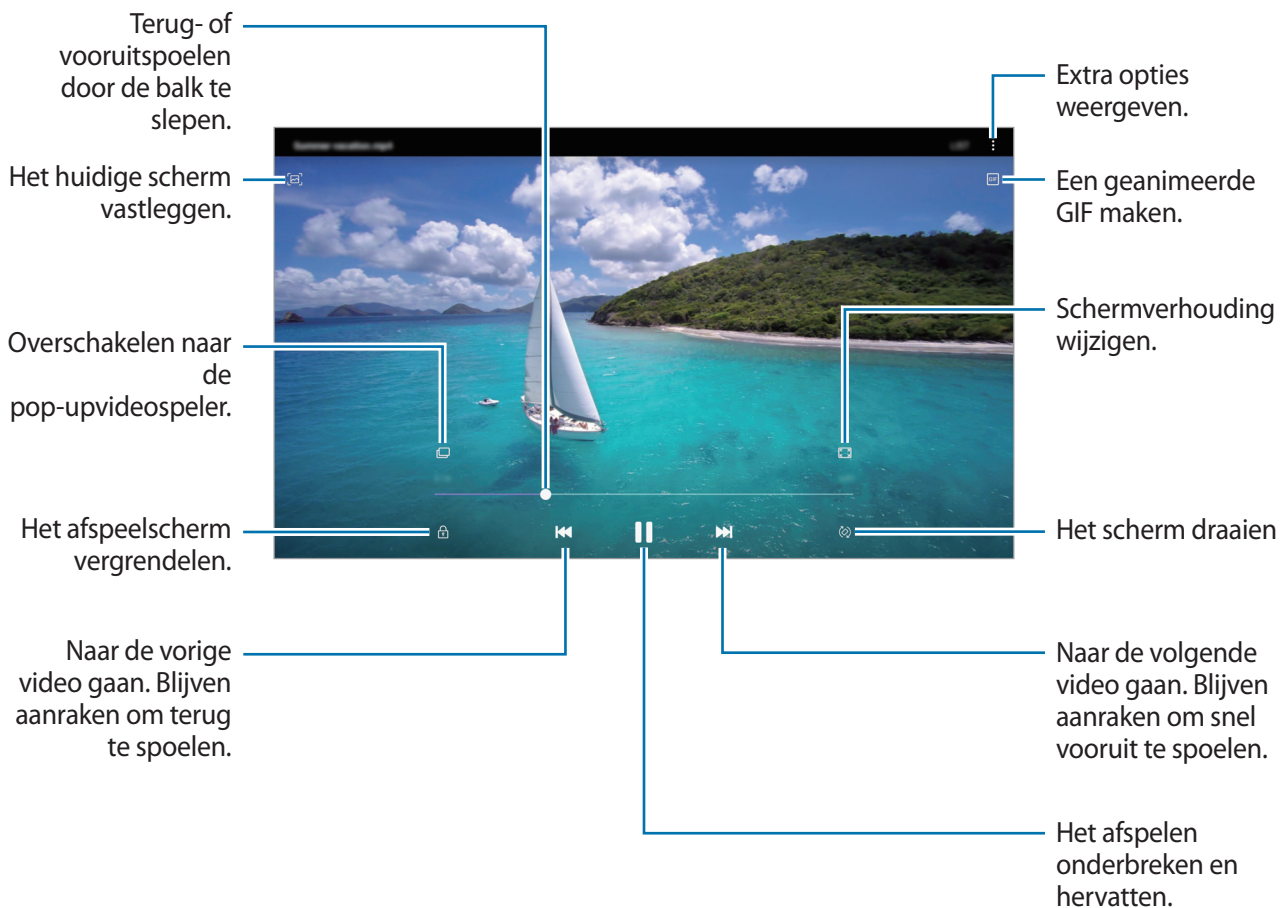 Terug- of
vooruitspoelen
door de balk te
slepen.
Extra opties
weergeven.
Het huidige scherm
vastleggen.
Een geanimeerde
GIF maken.
Schermverhouding
wijzigen.
Overschakelen naar
de
pop-upvideospeler.
Het afspeelscherm
vergrendelen.
Het scherm draaien
Naar de vorige
video gaan. Blijven
aanraken om terug
te spoelen.
Naar de volgende
video gaan. Blijven
aanraken om snel
vooruit te spoelen.
Het afspelen
onderbreken en
hervatten.